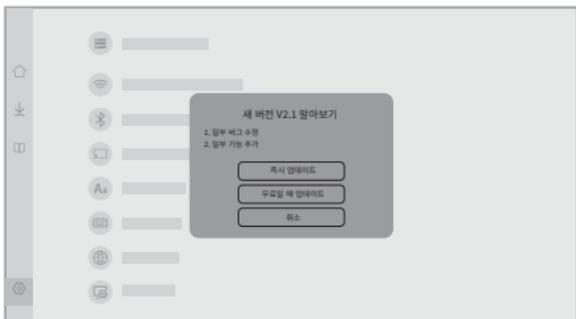 새 버전 V2.1 알아보기
1. 일부 버그 수정
2. 일부 기능 추가
즉시 업데이트
무료일 때 업데이트
취소